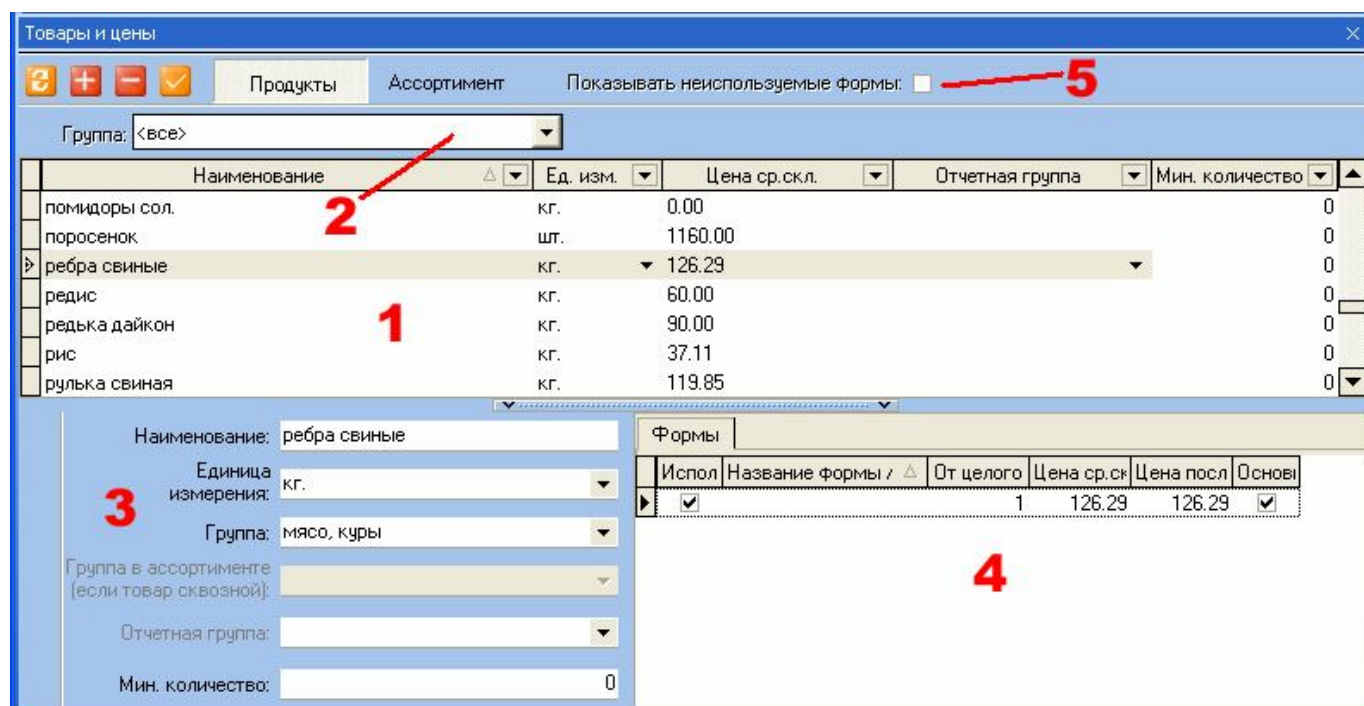 Товары и цены
Продукты Ассортимент Показывать неиспользуемые формы: 5
Группа: <все>
Наименование Ед. изм. Цена ср.скл. Отчетная группа Мин. количество
2
помидоры сол. кг. 0.00 0
поросенок шт. 1160.00 0
ребра свиные кг. 126.29 0
редис кг. 60.00 0
редька дайкон кг. 90.00 0
1
рис кг. 37.11 0
рулька свиная кг. 119.85 0
Наименование: ребра свиные
Единица
измерения: кг.
3
Группа: мясо, куры
Группа в ассортименте
(если товар сквозной):
Отчетная группа:
Мин. количество: 0
Формы
Испол Название формы / От целого Цена ср.ск Цена посл Основ
1 126.29 126.29
4